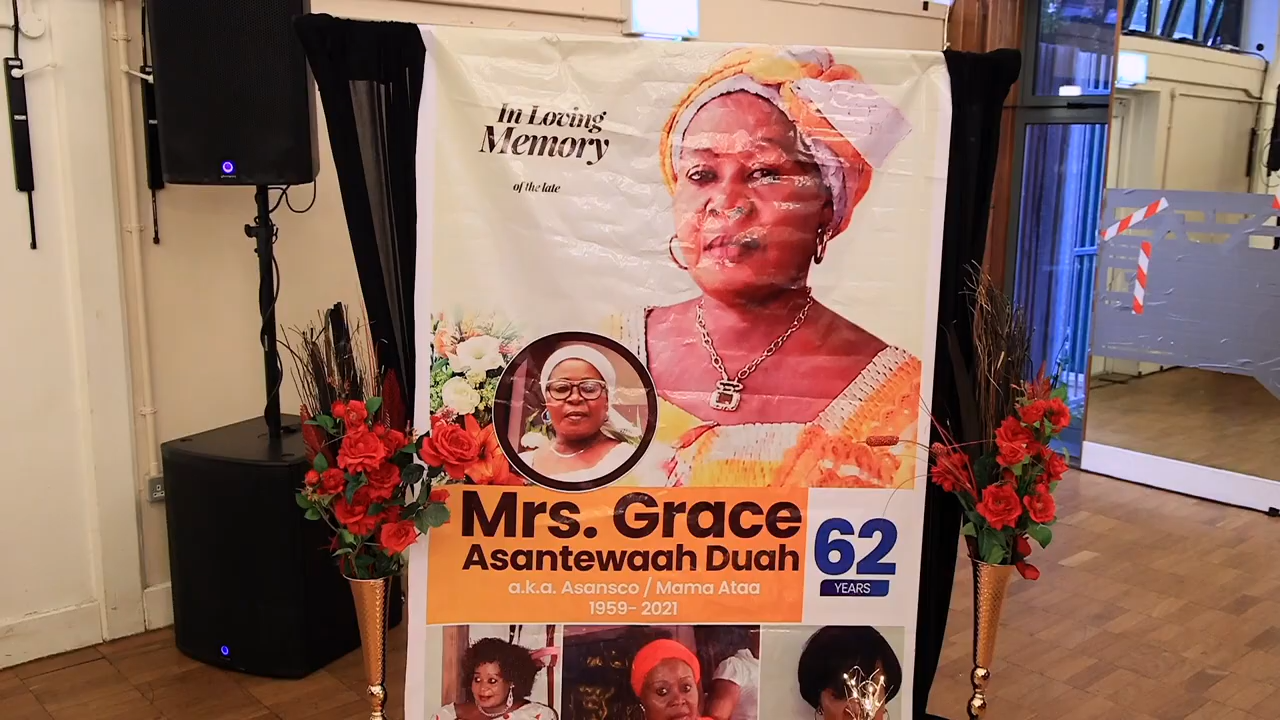 In Loving
Memory
of the late
Mrs. Grace
Asantewaah Duah
a.k.a. Asansco / Mama Ataa
1959- 2021
62
YEARS